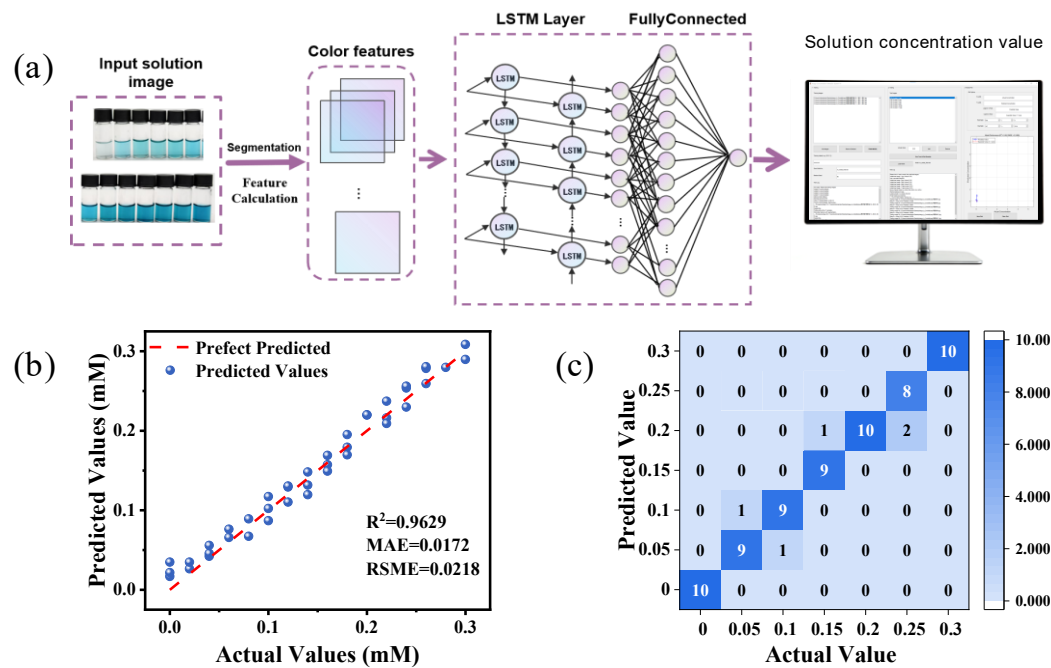 (a)
Input solution
image
Segmentation
Feature
Calculation
Color features
...
LSTM Layer
FullyConnected
LSTM
LSTM
LSTM
LSTM
LSTM
LSTM
LSTM
LSTM
Solution concentration value
(b)
Prefect Predicted
Predicted Values
R²=0.9629
MAE=0.0172
RSME=0.0218
Predicted Values (mM)
0.3
0.2
0.1
0.0
0.0 0.1 0.2 0.3
Actual Values (mM)
(c)
Predicted Value
0.3 0 0 0 0 0 0 10
0.25 0 0 0 0 0 8 0
0.2 0 0 0 1 10 2 0
0.15 0 0 0 9 0 0 0
0.1 0 1 9 0 0 0 0
0.05 0 9 1 0 0 0 0
0 10 0 0 0 0 0 0
0 0.05 0.1 0.15 0.2 0.25 0.3
Actual Value
10.00
8.000
6.000
4.000
2.000
0.000